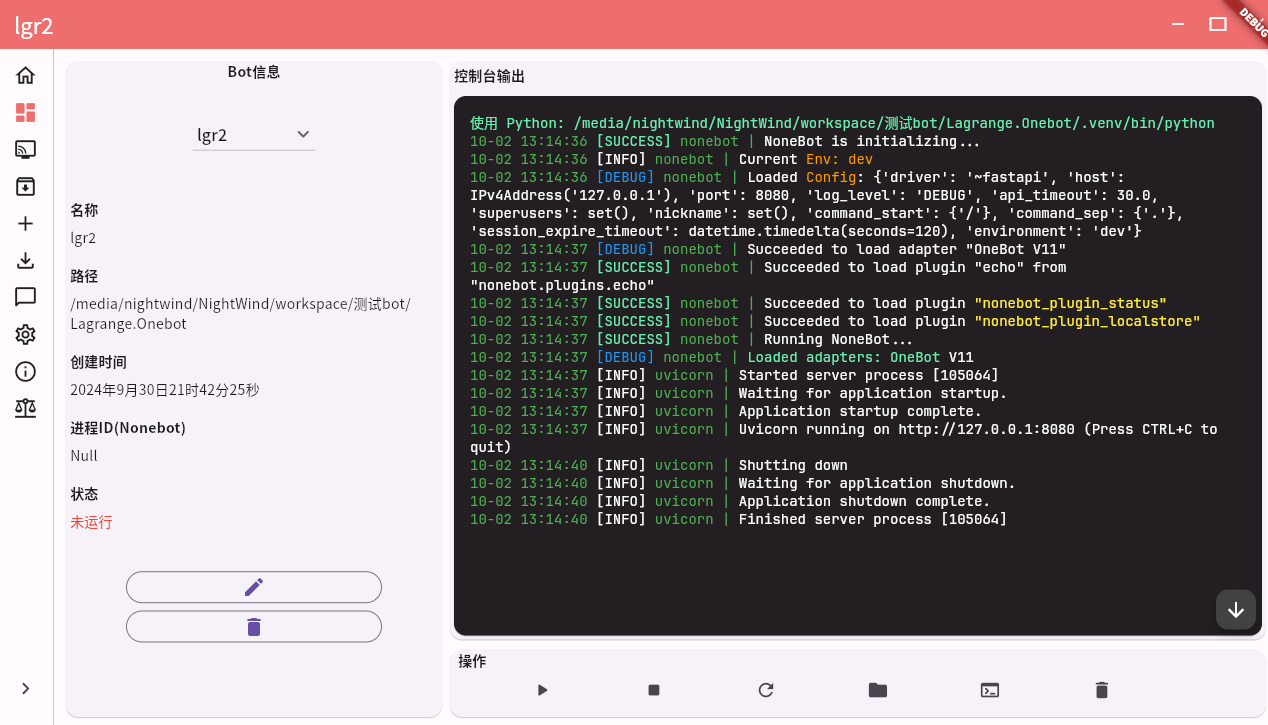 lgr2
DEBUG
Bot信息
lgr2
名称
lgr2
路径
/media/nightwind/NightWind/workspace/测试bot/
Lagrange.Onebot
创建时间
2024年9月30日21时42分25秒
进程ID(Nonebot)
Null
状态
未运行
控制台输出
使用 Python: /media/nightwind/NightWind/workspace/测试bot/Lagrange.Onebot/.venv/bin/python
10-02 13:14:36 [SUCCESS] nonebot | NoneBot is initializing...
10-02 13:14:36 [INFO] nonebot | Current Env: dev
10-02 13:14:36 [DEBUG] nonebot | Loaded Config: {'driver': '~fastapi', 'host':
IPv4Address('127.0.0.1'), 'port': 8080, 'log_level': 'DEBUG', 'api_timeout': 30.0,
'superusers': set(), 'nickname': set(), 'command_start': {'/'}, 'command_sep': {'.'},
'session_expire_timeout': datetime.timedelta(seconds=120), 'environment': 'dev'}
10-02 13:14:37 [DEBUG] nonebot | Succeeded to load adapter "OneBot V11"
10-02 13:14:37 [SUCCESS] nonebot | Succeeded to load plugin "echo" from
"nonebot.plugins.echo"
10-02 13:14:37 [SUCCESS] nonebot | Succeeded to load plugin "nonebot_plugin_status"
10-02 13:14:37 [SUCCESS] nonebot | Succeeded to load plugin "nonebot_plugin_localstore"
10-02 13:14:37 [SUCCESS] nonebot | Running NoneBot...
10-02 13:14:37 [DEBUG] nonebot | Loaded adapters: OneBot V11
10-02 13:14:37 [INFO] uvicorn | Started server process [105064]
10-02 13:14:37 [INFO] uvicorn | Waiting for application startup.
10-02 13:14:37 [INFO] uvicorn | Application startup complete.
10-02 13:14:37 [INFO] uvicorn | Uvicorn running on http://127.0.0.1:8080 (Press CTRL+C to
quit)
10-02 13:14:40 [INFO] uvicorn | Shutting down
10-02 13:14:40 [INFO] uvicorn | Waiting for application shutdown.
10-02 13:14:40 [INFO] uvicorn | Application shutdown complete.
10-02 13:14:40 [INFO] uvicorn | Finished server process [105064]
操作